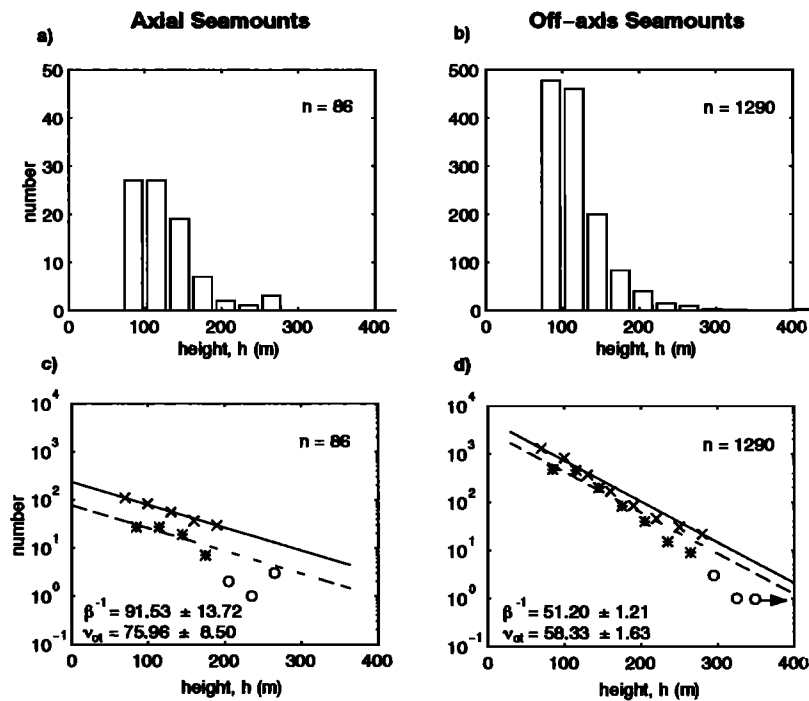 Axial Seamounts
Off-axis Seamounts
a)
50
40
30
20
10
0
number
n = 86
0 100 200 300 400
height, h (m)
b)
500
400
300
200
100
0
n = 1290
0 100 200 300 400
height, h (m)
c)
10^4
10^3
10^2
10^1
10^0
10^-1
number
n = 86
β^-1 = 91.53 ± 13.72
ν_ot = 75.96 ± 8.50
0 100 200 300 400
height, h (m)
d)
10^4
10^3
10^2
10^1
10^0
10^-1
n = 1290
β^-1 = 51.20 ± 1.21
ν_ot = 58.33 ± 1.63
0 100 200 300 400
height, h (m)